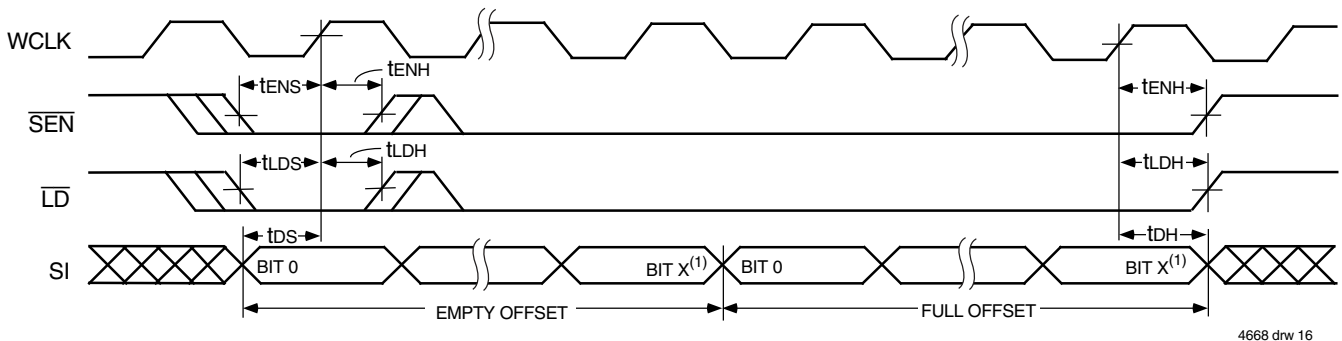 WCLK
tENS
tENH
tENH
SEN
tLDS
tLDH
tLDH
LD
tDS
tDH
SI
BIT 0
BIT X(1)
BIT 0
BIT X(1)
EMPTY OFFSET
FULL OFFSET
4668 drw 16